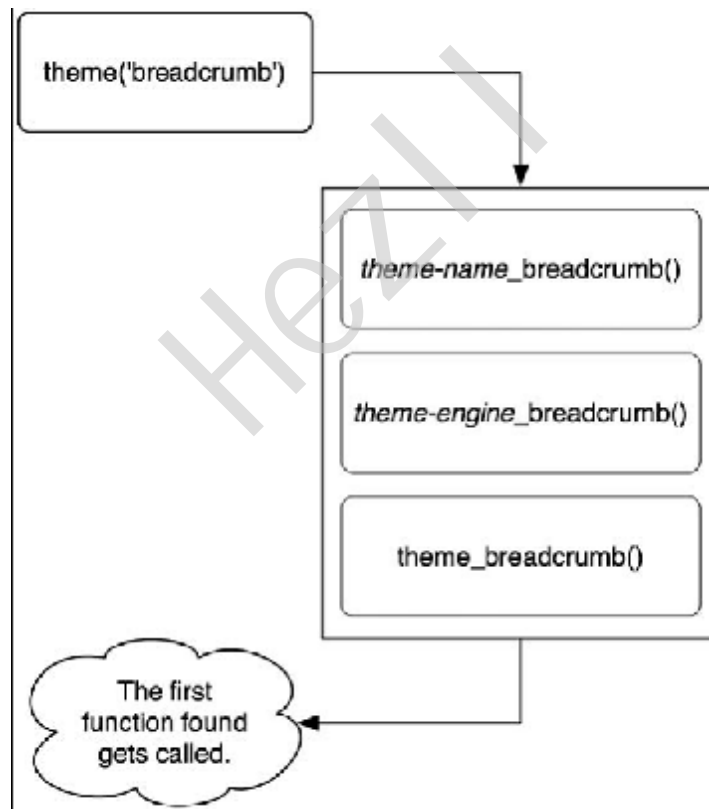 theme('breadcrumb')
theme-name_breadcrumb()
theme-engine_breadcrumb()
theme_breadcrumb()
The first
function found
gets called.